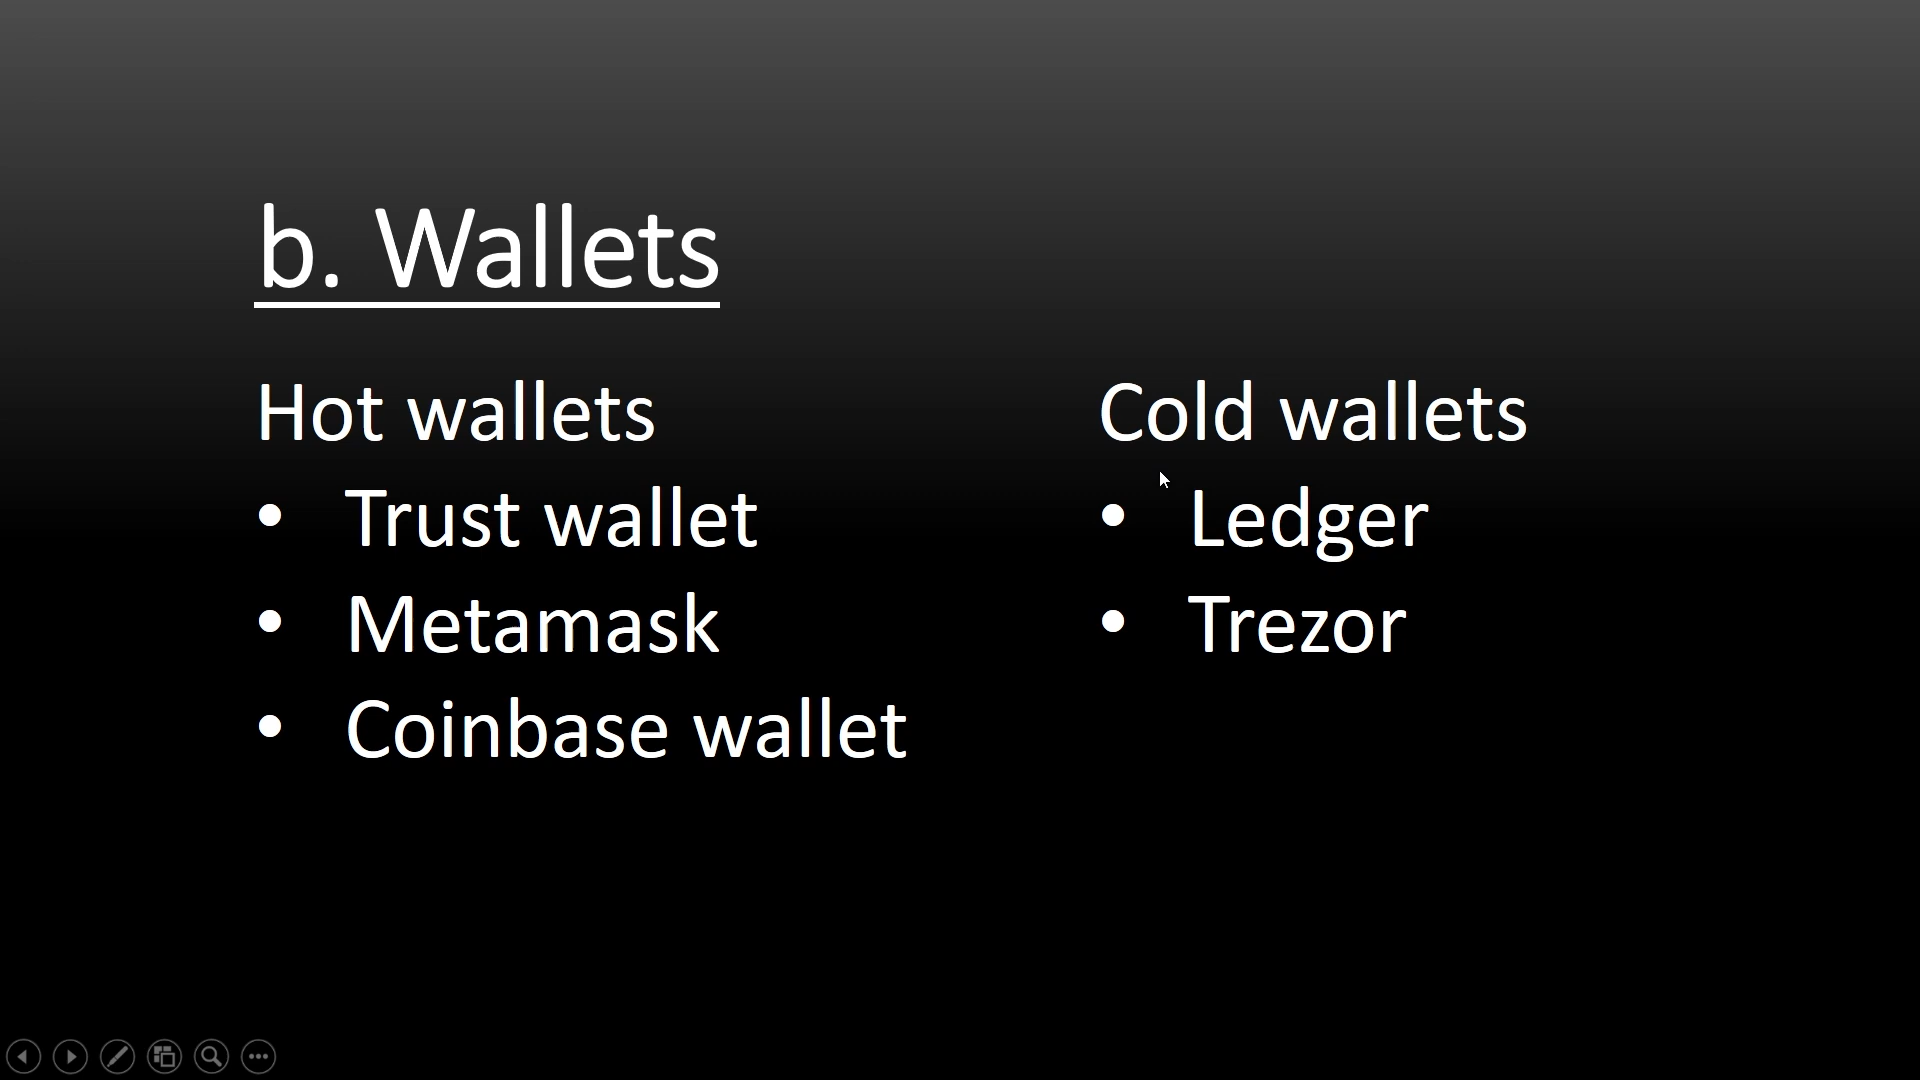 b. Wallets
Hot wallets
• Trust wallet
• Metamask
• Coinbase wallet
Cold wallets
• Ledger
• Trezor